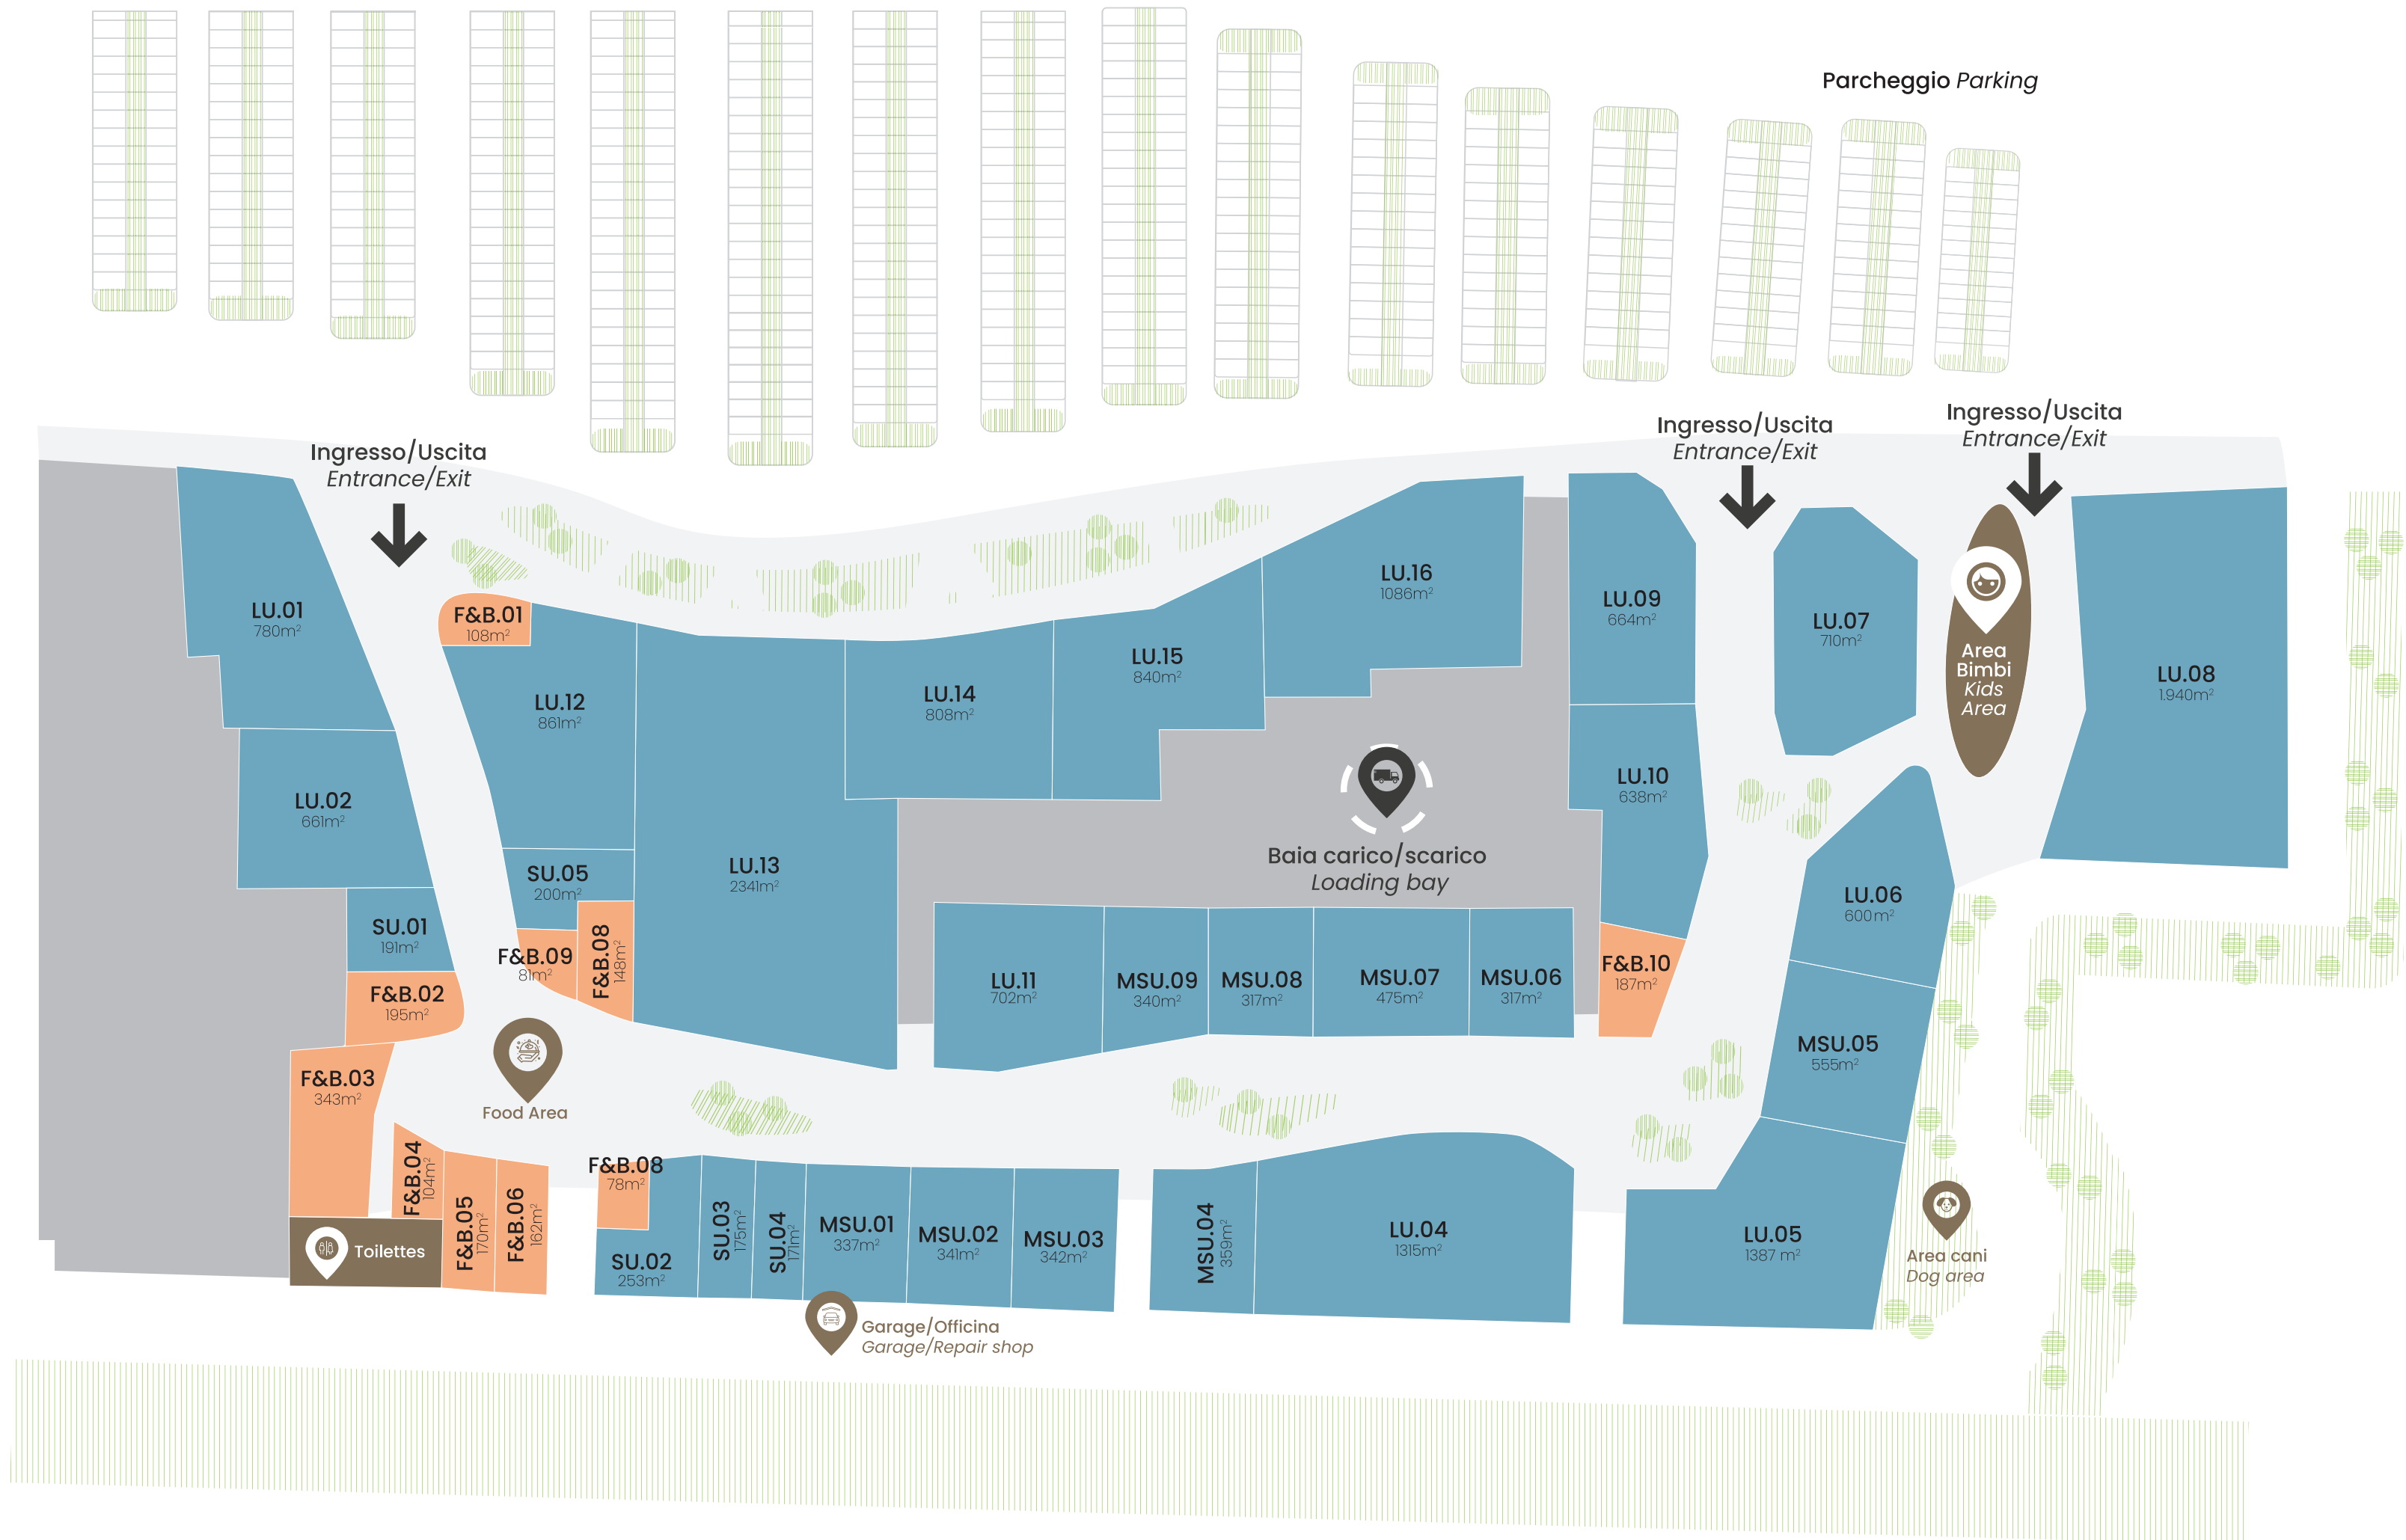 Parcheggio Parking
Ingresso/Uscita
Entrance/Exit
Ingresso/Uscita
Entrance/Exit
Ingresso/Uscita
Entrance/Exit
LU.01
780m²
F&B.01
108m²
LU.12
861m²
LU.14
808m²
LU.15
840m²
LU.16
1086m²
LU.09
664m²
LU.07
710m²
Area
Bimbi
Kids
Area
LU.08
1.940m²
LU.02
661m²
LU.13
2341m²
LU.10
638m²
Baia carico/scarico
Loading bay
SU.05
200m²
LU.06
600m²
SU.01
191m²
F&B.09
81m²
F&B.08
148m²
F&B.02
195m²
LU.11
702m²
MSU.09
340m²
MSU.08
317m²
MSU.07
475m²
MSU.06
317m²
F&B.10
187m²
MSU.05
555m²
F&B.03
343m²
Food Area
F&B.04
104m²
F&B.05
170m²
F&B.06
162m²
Toilettes
F&B.08
78m²
SU.02
253m²
SU.03
175m²
SU.04
171m²
MSU.01
337m²
MSU.02
341m²
MSU.03
342m²
MSU.04
359m²
LU.04
1315m²
LU.05
1387 m²
Area cani
Dog area
Garage/Officina
Garage/Repair shop